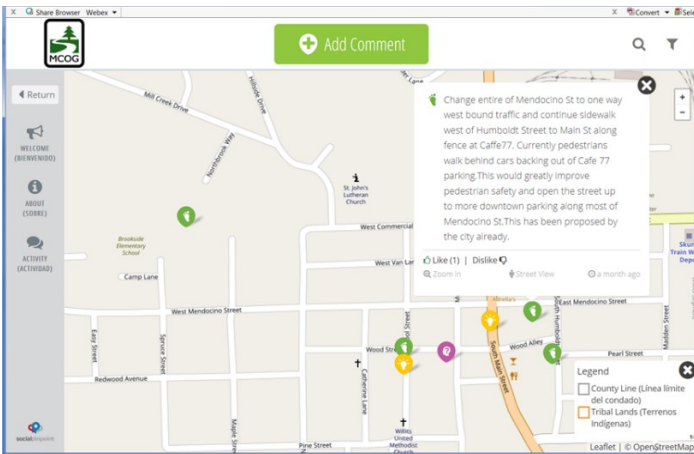 X Share Browser Webex
X Convert
MCOG
Add Comment
Return
WELCOME
(BIENVENIDO)
ABOUT
(SOBRE)
ACTIVITY
(ACTIVIDAD)
socialpinpoint
Mill Creek Drive
Hillside Drive
Northbrook Way
St. John's
Lutheran
Church
West Commercial
Brookside
Elementary
School
Camp Lane
West Van Lan
West Mendocino Street
Easy Street
Spruce Street
Redwood Avenue
Maple Stre
Catherine Lane
Pine Street
Willits
United
Methodist
Church
ol Street
Wood Str
Change entire of Mendocino St to one way
west bound traffic and continue sidewalk
west of Humboldt Street to Main St along
fence at Caffe77. Currently pedestrians
walk behind cars backing out of Cafe 77
parking.This would greatly improve
pedestrian safety and open the street up
to more downtown parking along most of
Mendocino St.This has been proposed by
the city already.
Like (1) | Dislike
Zoom In Street View a month ago
+
-
Skun
Train W
Depo
East Mendocino Street
South Main Street
Wood Alley
Pearl Street
Madden Street
Legend
County Line (Línea límite
del condado)
Tribal Lands (Terrenos
Indígenas)
Leaflet | © OpenStreetMap